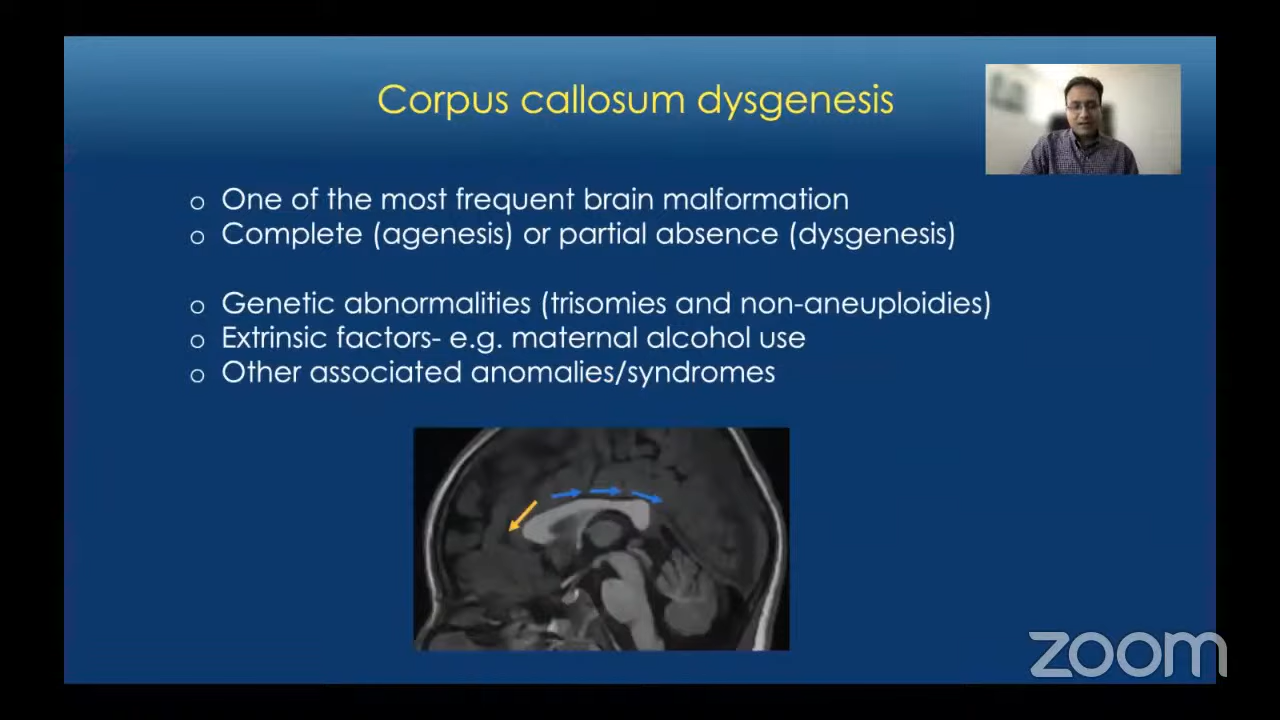 Corpus callosum dysgenesis
o One of the most frequent brain malformation
o Complete (agenesis) or partial absence (dysgenesis)
o Genetic abnormalities (trisomies and non-aneuploidies)
o Extrinsic factors- e.g. maternal alcohol use
o Other associated anomalies/syndromes
zoom